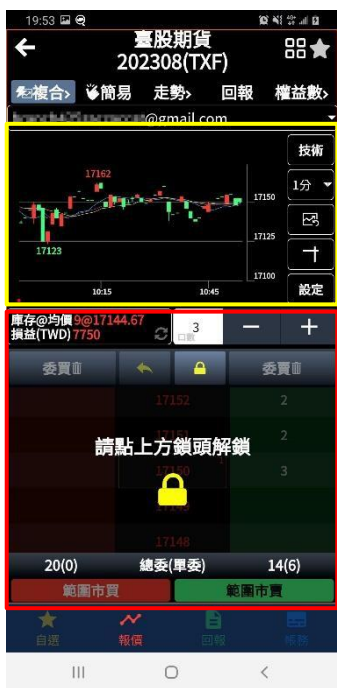 19:53
臺股期貨
202308(TXF)
複合› 簡易 走勢› 回報 權益數›
@gmail.com
技術
17162
1分
17150
17125
17123
17100
10:15 10:45
設定
庫存@均價 9@17144.67
損益(TWD) 7750
3
口數
委買 委賣
17152 2
17151 2
17150 3
請點上方鎖頭解鎖
17149
17148
20(0) 總委(單委) 14(6)
範圍市買 範圍市賣
自選 報價 回報 帳務